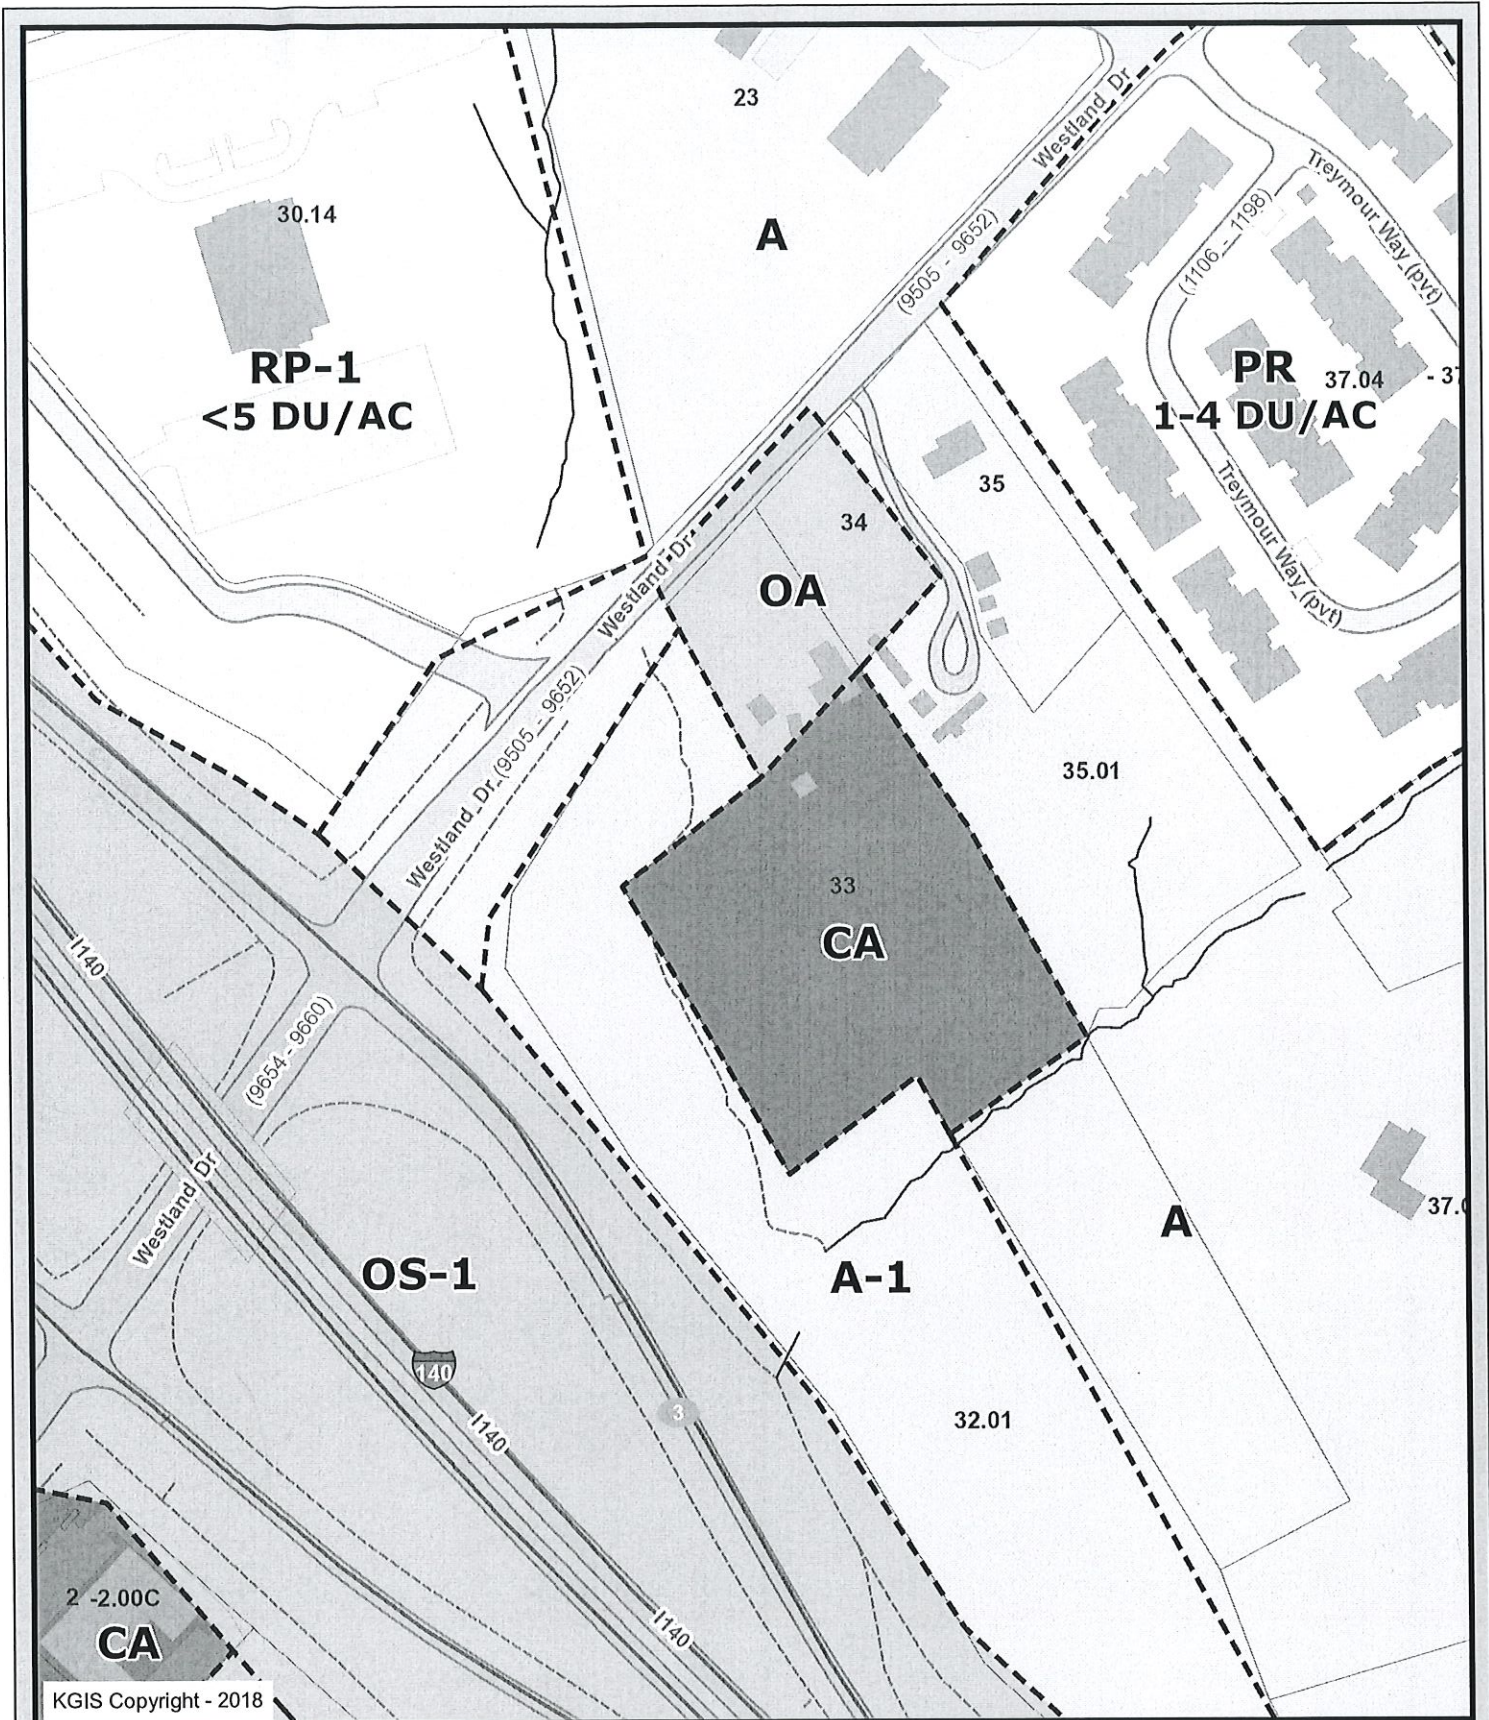 23
Westland Dr
Treymour Way (pvt)
30.14
(1106 - 1198)
A
(9505 - 9652)
RP-1
<5 DU/AC
PR
1-4 DU/AC
37.04
35
34
Treymour Way (pvt)
Westland Dr
OA
Westland Dr (9505 - 9652)
35.01
33
CA
I140
(9654 - 9660)
Westland Dr
A
OS-1
A-1
140
3
I140
32.01
2 -2.00C
CA
I140
KGIS Copyright - 2018